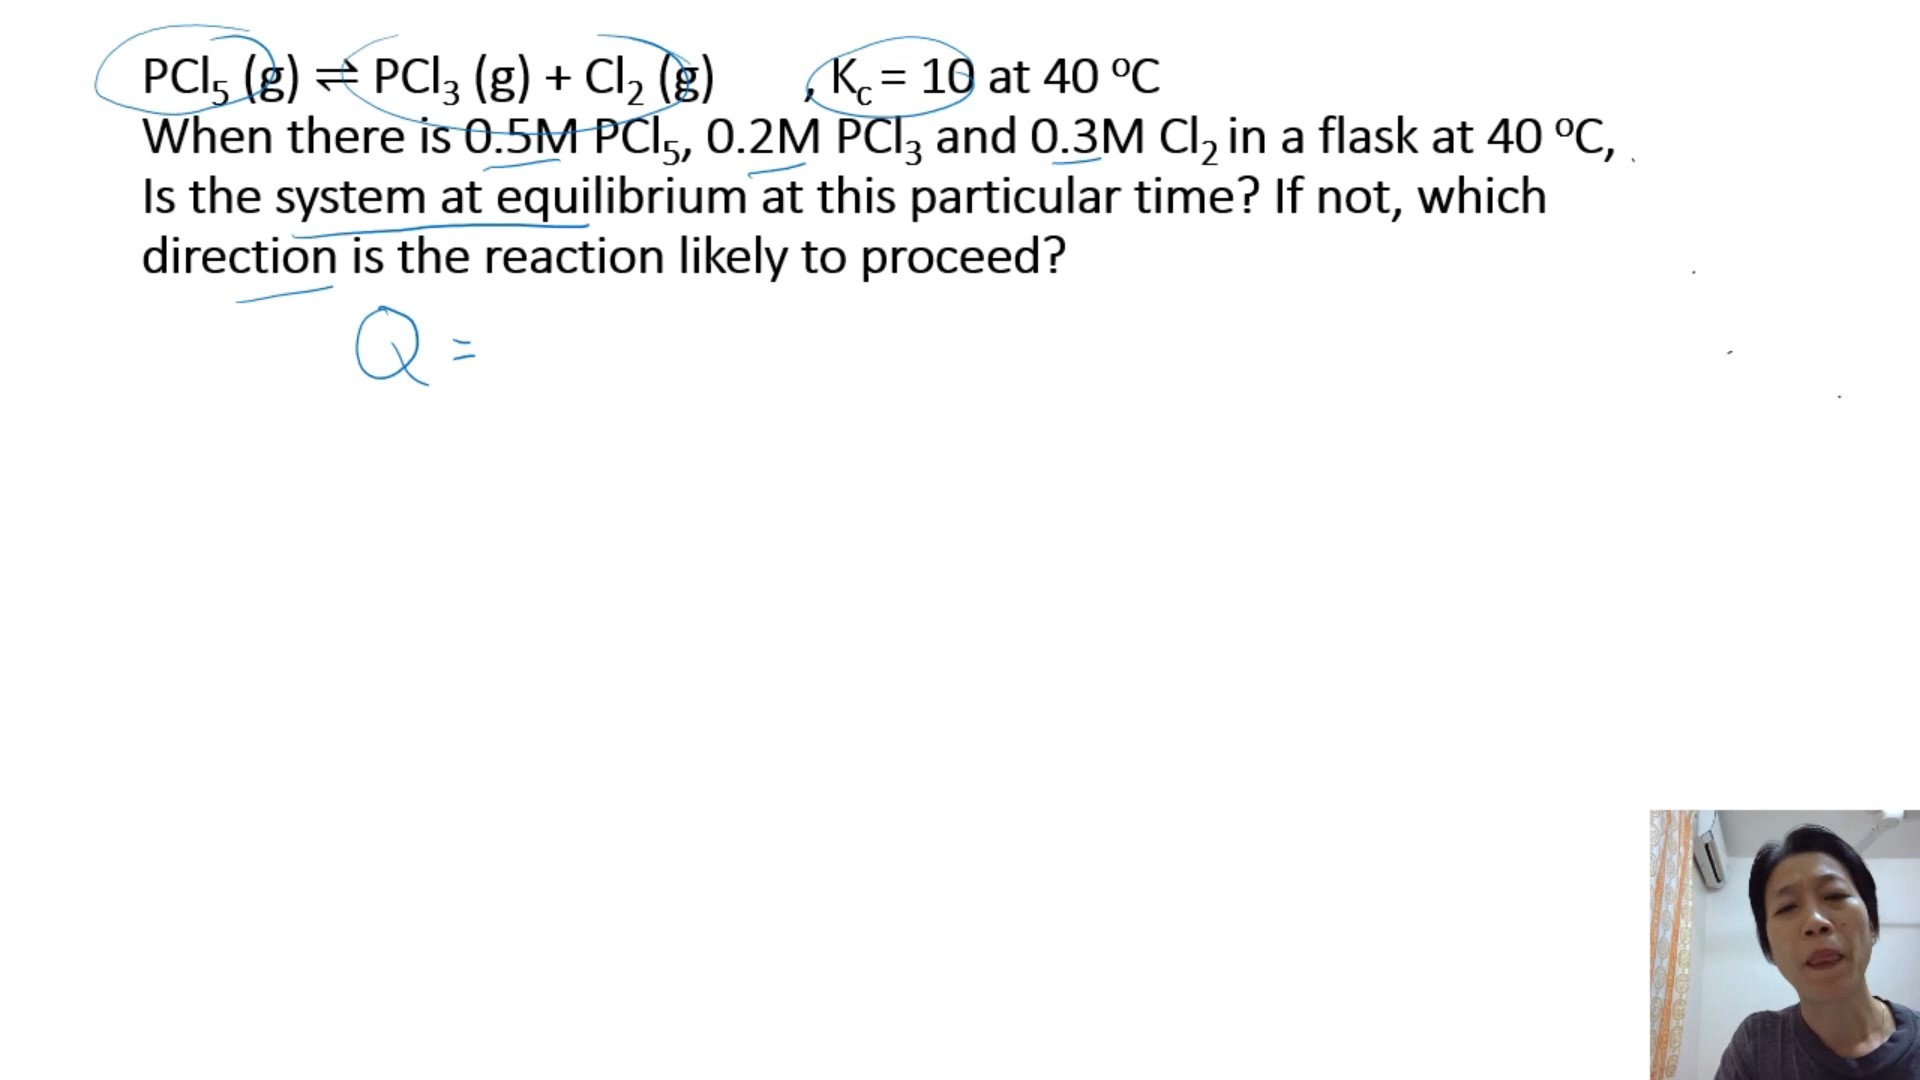 PCl₅ (g) ⇌ PCl₃ (g) + Cl₂ (g) , K꜀ = 10 at 40 ºC
When there is 0.5M PCl₅, 0.2M PCl₃ and 0.3M Cl₂ in a flask at 40 ºC,
Is the system at equilibrium at this particular time? If not, which
direction is the reaction likely to proceed?
Q =